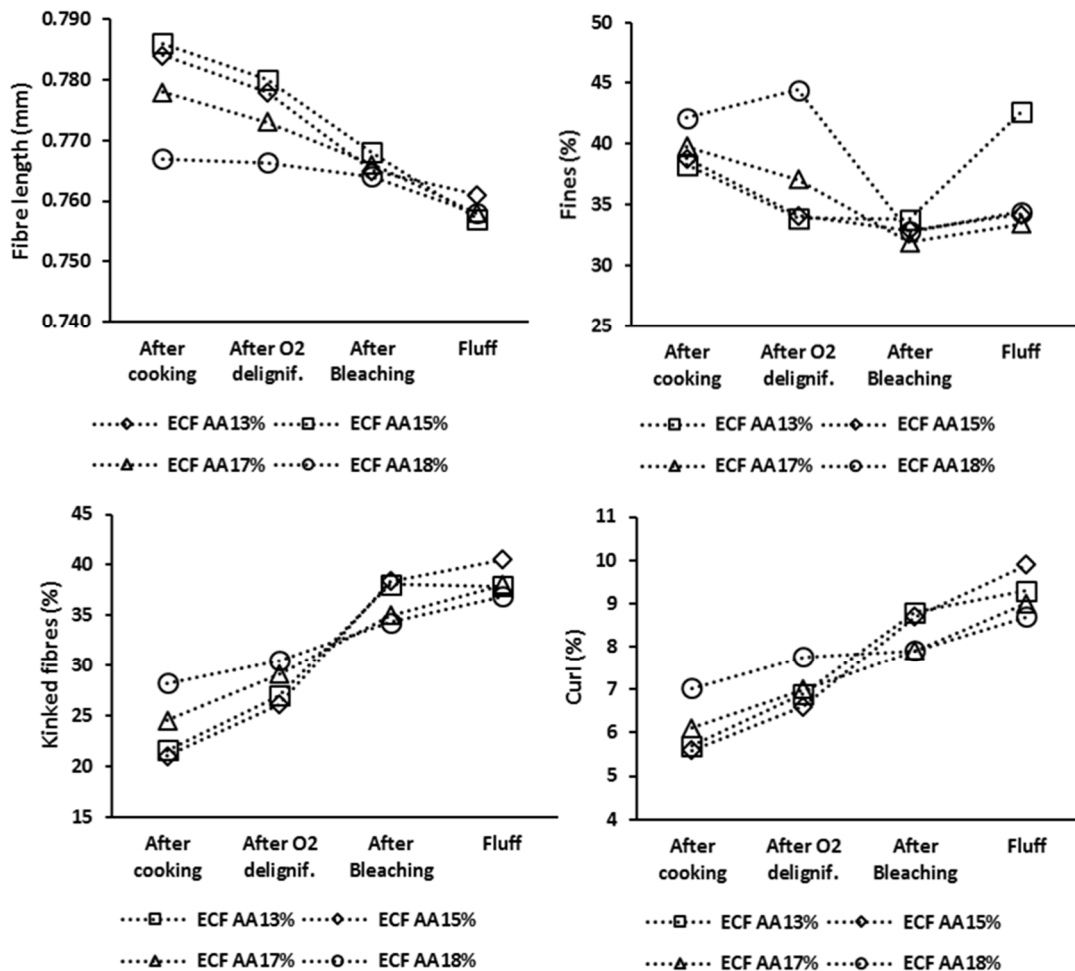 Fibre length (mm)
0.790
0.780
0.770
0.760
0.750
0.740
After
cooking
After O2
delignif.
After
Bleaching
Fluff
ECF AA13%
ECF AA15%
ECF AA17%
ECF AA18%
Fines (%)
50
45
40
35
30
25
After
cooking
After O2
delignif.
After
Bleaching
Fluff
ECF AA13%
ECF AA15%
ECF AA17%
ECF AA18%
Kinked fibres (%)
45
40
35
30
25
20
15
After
cooking
After O2
delignif.
After
Bleaching
Fluff
ECF AA13%
ECF AA15%
ECF AA17%
ECF AA18%
Curl (%)
11
10
9
8
7
6
5
4
After
cooking
After O2
delignif.
After
Bleaching
Fluff
ECF AA13%
ECF AA15%
ECF AA17%
ECF AA18%